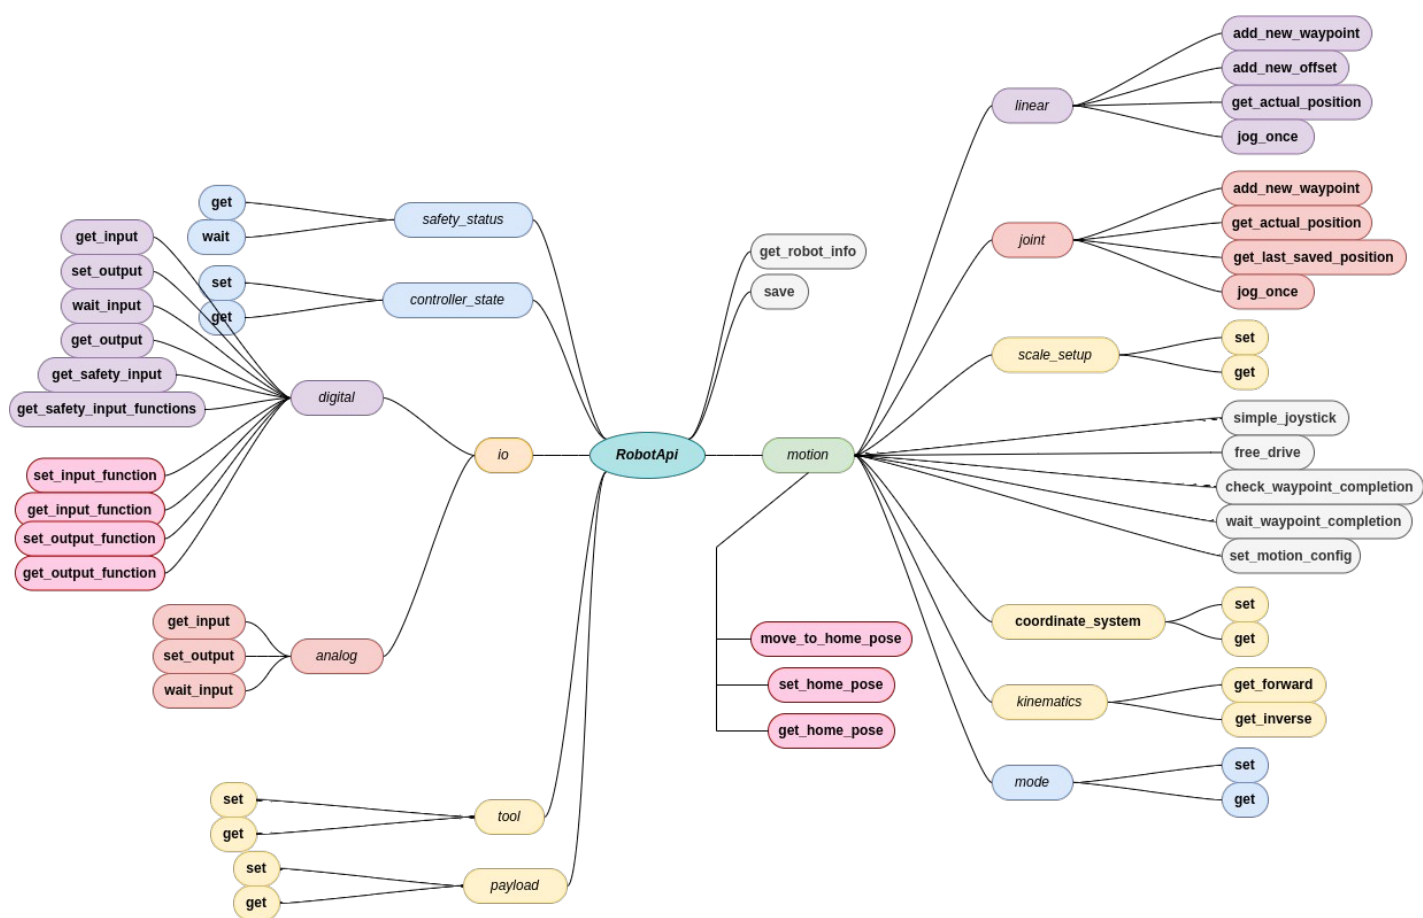 safety_status
get
wait
controller_state
set
get
io
digital
get_input
set_output
wait_input
get_output
get_safety_input
get_safety_input_functions
set_input_function
get_input_function
set_output_function
get_output_function
analog
get_input
set_output
wait_input
tool
set
get
payload
set
get
RobotApi
get_robot_info
save
motion
move_to_home_pose
set_home_pose
get_home_pose
linear
add_new_waypoint
add_new_offset
get_actual_position
jog_once
joint
add_new_waypoint
get_actual_position
get_last_saved_position
jog_once
scale_setup
set
get
simple_joystick
free_drive
check_waypoint_completion
wait_waypoint_completion
set_motion_config
coordinate_system
set
get
kinematics
get_forward
get_inverse
mode
set
get